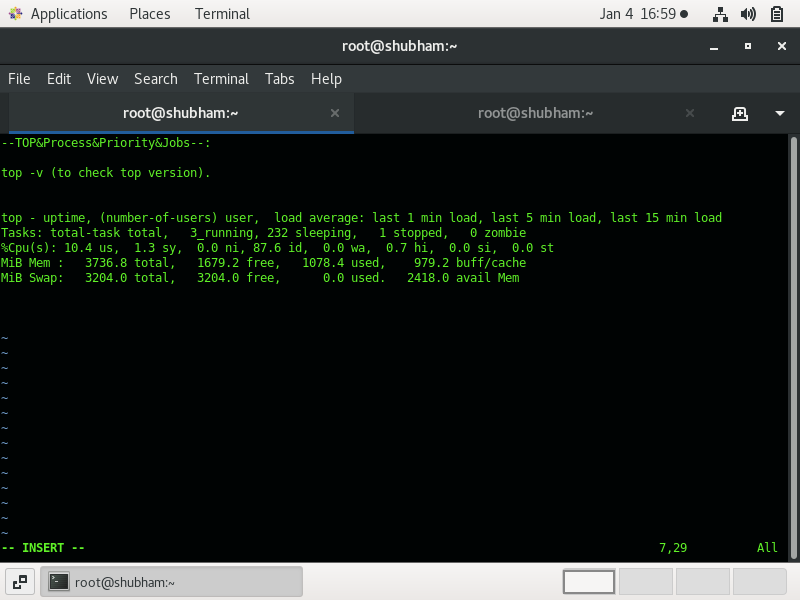 Applications Places Terminal Jan 4 16:59
root@shubham:~
File Edit View Search Terminal Tabs Help
root@shubham:~ root@shubham:~
--TOP&Process&Priority&Jobs--:
top -v (to check top version).
top - uptime, (number-of-users) user,  load average: last 1 min load, last 5 min load, last 15 min load
Tasks: total-task total,   3_running, 232 sleeping,   1 stopped,   0 zombie
%Cpu(s): 10.4 us,  1.3 sy,  0.0 ni, 87.6 id,  0.0 wa,  0.7 hi,  0.0 si,  0.0 st
MiB Mem :   3736.8 total,   1679.2 free,   1078.4 used,    979.2 buff/cache
MiB Swap:   3204.0 total,   3204.0 free,      0.0 used.   2418.0 avail Mem
~
~
~
~
~
~
~
~
~
~
~
~
~
~
-- INSERT -- 7,29 All
root@shubham:~